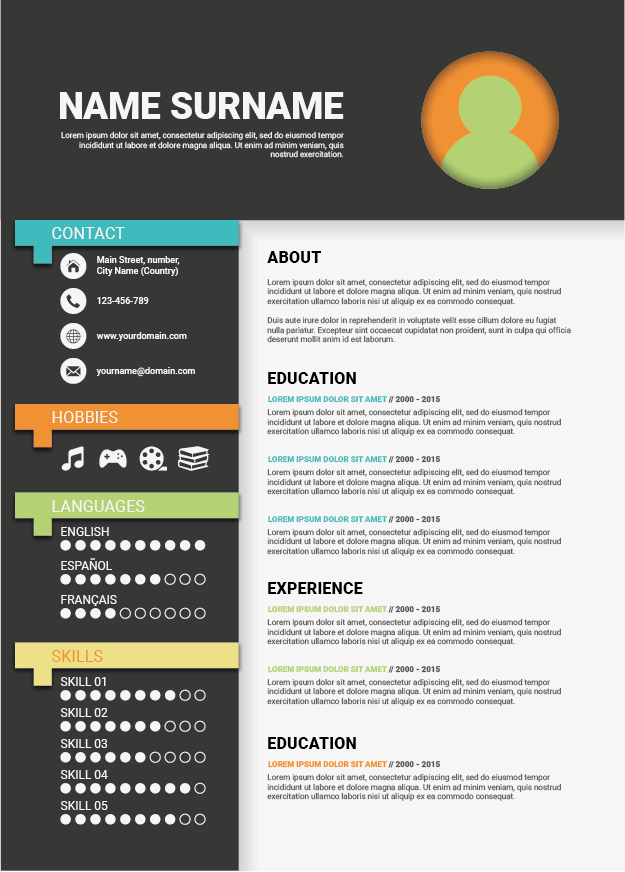 NAME SURNAME
Lorem ipsum dolor sit amet, consectetur adipiscing elit, sed do eiusmod tempor
incididunt ut labore et dolore magna aliqua. Ut enim ad minim veniam, quis
nostrud exercitation.
CONTACT
Main Street, number,
City Name (Country)
123-456-789
www.yourdomain.com
yourname@domain.com
HOBBIES
LANGUAGES
ENGLISH
ESPAÑOL
FRANÇAIS
SKILLS
SKILL 01
SKILL 02
SKILL 03
SKILL 04
SKILL 05
ABOUT
Lorem ipsum dolor sit amet, consectetur adipiscing elit, sed do eiusmod tempor
incididunt ut labore et dolore magna aliqua. Ut enim ad minim veniam, quis nostrud
exercitation ullamco laboris nisi ut aliquip ex ea commodo consequat.
Duis aute irure dolor in reprehenderit in voluptate velit esse cillum dolore eu fugiat
nulla pariatur. Excepteur sint occaecat cupidatat non proident, sunt in culpa qui officia
deserunt mollit anim id est laborum.
EDUCATION
LOREM IPSUM DOLOR SIT AMET // 2000 - 2015
Lorem ipsum dolor sit amet, consectetur adipiscing elit, sed do eiusmod tempor
incididunt ut labore et dolore magna aliqua. Ut enim ad minim veniam, quis nostrud
exercitation ullamco laboris nisi ut aliquip ex ea commodo consequat.
LOREM IPSUM DOLOR SIT AMET // 2000 - 2015
Lorem ipsum dolor sit amet, consectetur adipiscing elit, sed do eiusmod tempor
incididunt ut labore et dolore magna aliqua. Ut enim ad minim veniam, quis nostrud
exercitation ullamco laboris nisi ut aliquip ex ea commodo consequat.
LOREM IPSUM DOLOR SIT AMET // 2000 - 2015
Lorem ipsum dolor sit amet, consectetur adipiscing elit, sed do eiusmod tempor
incididunt ut labore et dolore magna aliqua. Ut enim ad minim veniam, quis nostrud
exercitation ullamco laboris nisi ut aliquip ex ea commodo consequat.
EXPERIENCE
LOREM IPSUM DOLOR SIT AMET // 2000 - 2015
Lorem ipsum dolor sit amet, consectetur adipiscing elit, sed do eiusmod tempor
incididunt ut labore et dolore magna aliqua. Ut enim ad minim veniam, quis nostrud
exercitation ullamco laboris nisi ut aliquip ex ea commodo consequat.
LOREM IPSUM DOLOR SIT AMET // 2000 - 2015
Lorem ipsum dolor sit amet, consectetur adipiscing elit, sed do eiusmod tempor
incididunt ut labore et dolore magna aliqua. Ut enim ad minim veniam, quis nostrud
exercitation ullamco laboris nisi ut aliquip ex ea commodo consequat.
EDUCATION
LOREM IPSUM DOLOR SIT AMET // 2000 - 2015
Lorem ipsum dolor sit amet, consectetur adipiscing elit, sed do eiusmod tempor
incididunt ut labore et dolore magna aliqua. Ut enim ad minim veniam, quis nostrud
exercitation ullamco laboris nisi ut aliquip ex ea commodo consequat.